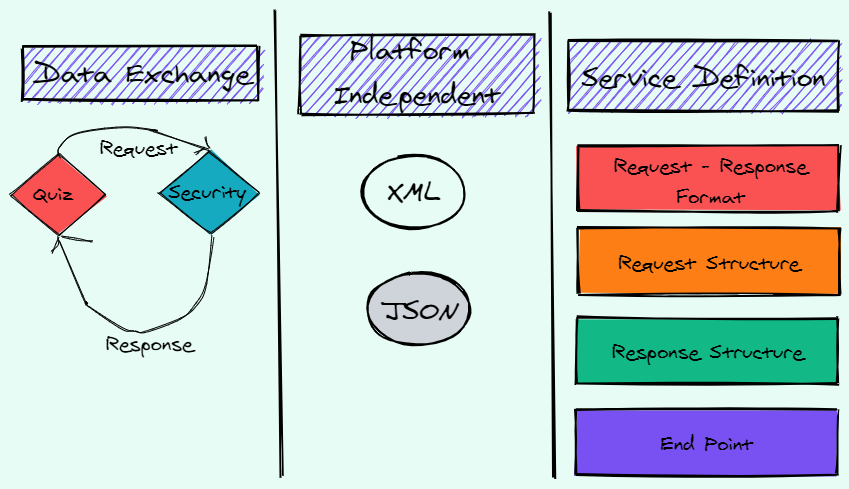 Data Exchange
Request
Quiz
Security
Response
Platform
Independent
XML
JSON
Service Definition
Request - Response
Format
Request Structure
Response Structure
End Point